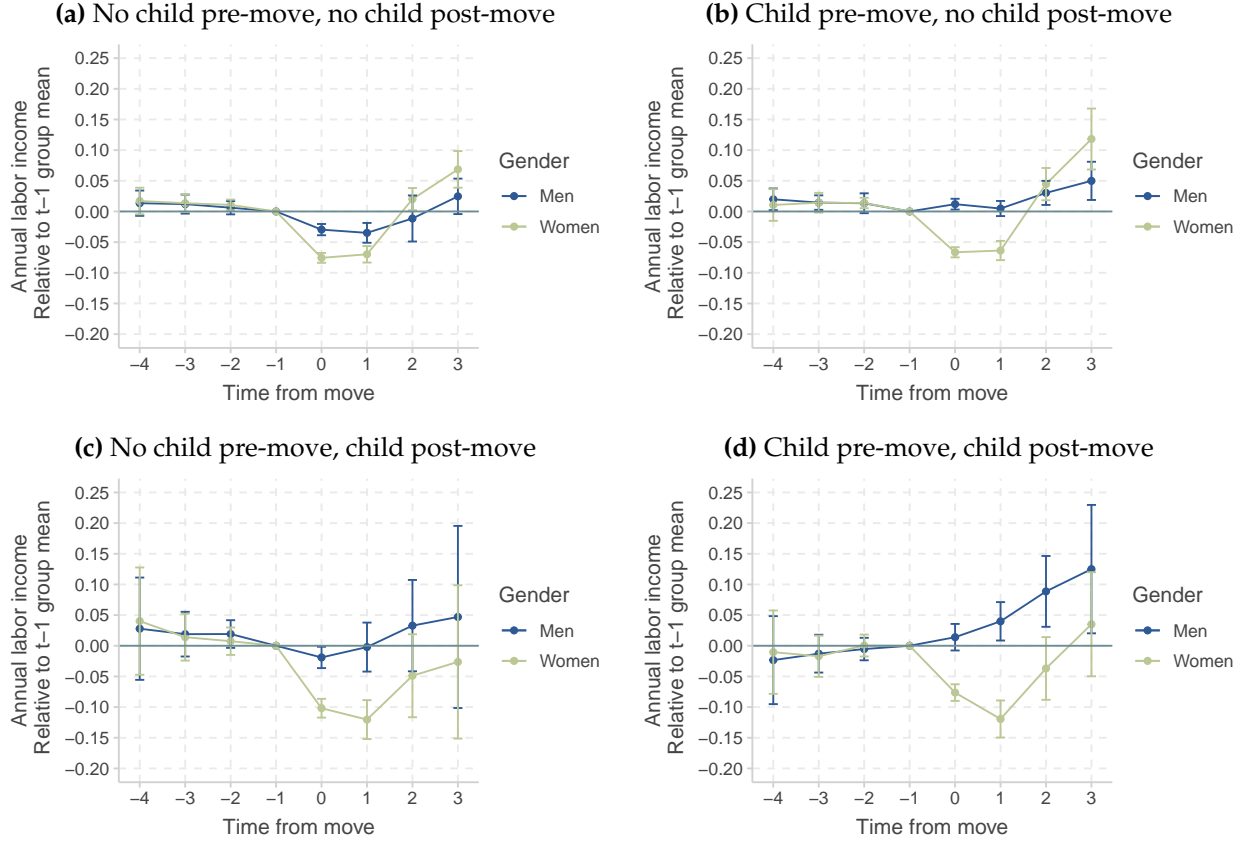 (a) No child pre-move, no child post-move
Annual labor income
Relative to t−1 group mean
0.25
0.20
0.15
0.10
0.05
0.00
−0.05
−0.10
−0.15
−0.20
−4 −3 −2 −1 0 1 2 3
Time from move
Gender
Men
Women
(b) Child pre-move, no child post-move
Annual labor income
Relative to t−1 group mean
0.25
0.20
0.15
0.10
0.05
0.00
−0.05
−0.10
−0.15
−0.20
−4 −3 −2 −1 0 1 2 3
Time from move
Gender
Men
Women
(c) No child pre-move, child post-move
Annual labor income
Relative to t−1 group mean
0.25
0.20
0.15
0.10
0.05
0.00
−0.05
−0.10
−0.15
−0.20
−4 −3 −2 −1 0 1 2 3
Time from move
Gender
Men
Women
(d) Child pre-move, child post-move
Annual labor income
Relative to t−1 group mean
0.25
0.20
0.15
0.10
0.05
0.00
−0.05
−0.10
−0.15
−0.20
−4 −3 −2 −1 0 1 2 3
Time from move
Gender
Men
Women